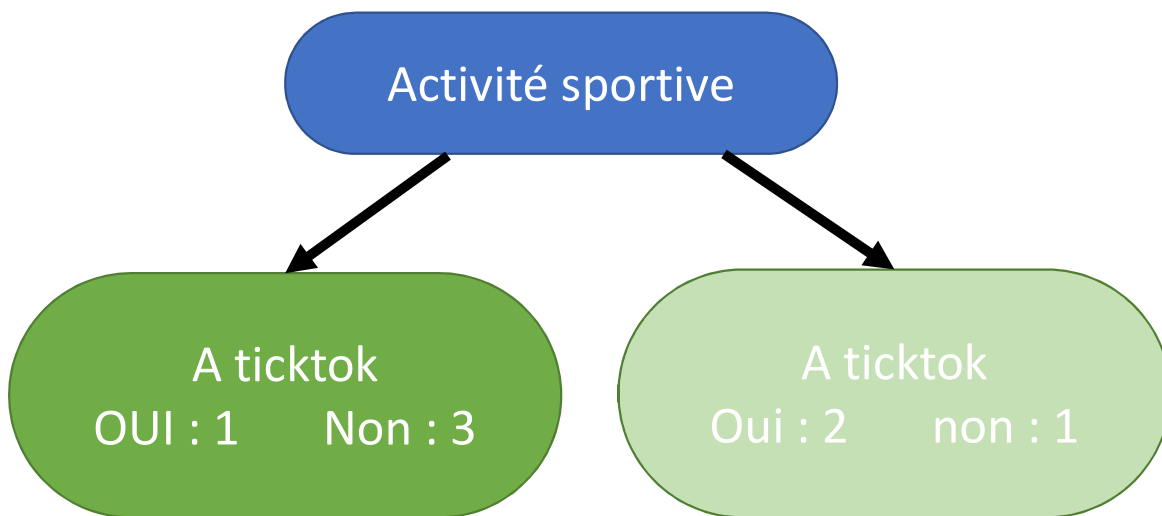 Activité sportive
A ticktok
OUI : 1 Non : 3
A ticktok
Oui : 2 non : 1